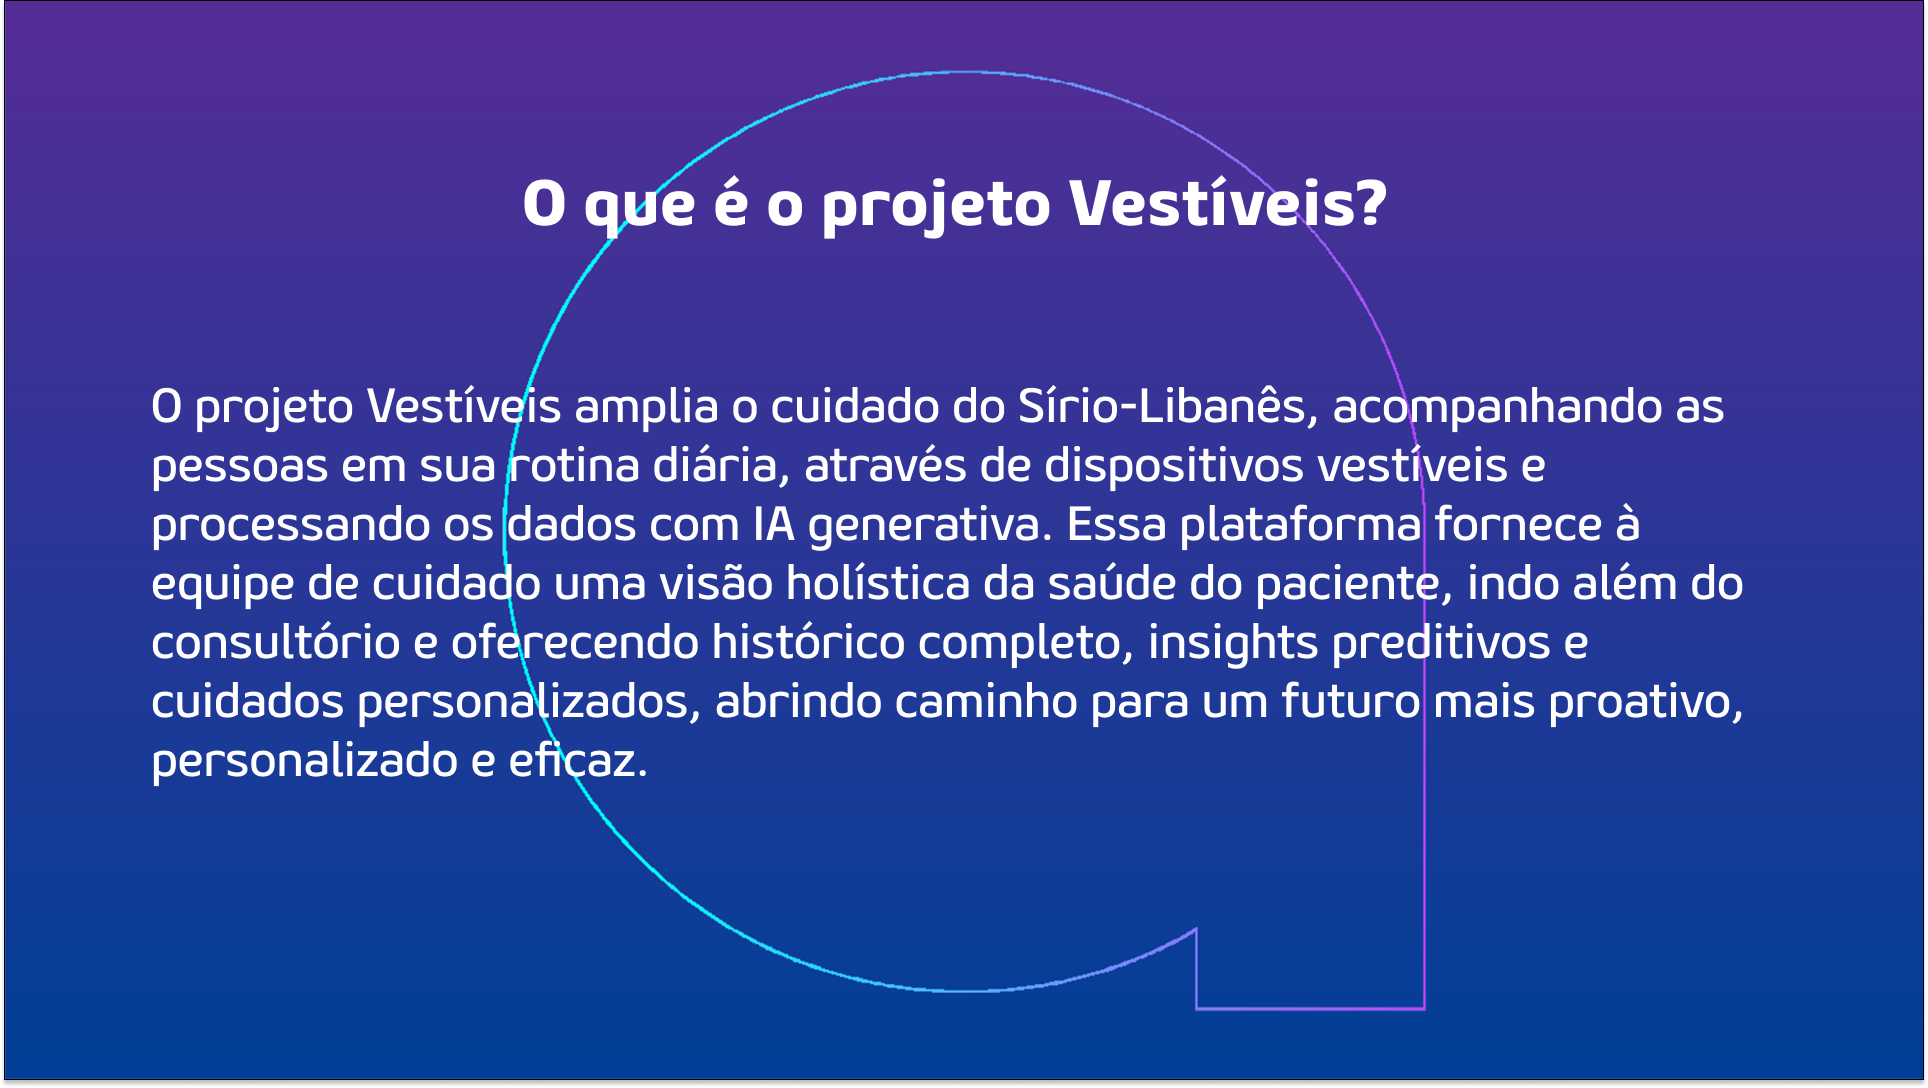 O que é o projeto Vestíveis?
O projeto Vestíveis amplia o cuidado do Sírio-Libanês, acompanhando as
pessoas em sua rotina diária, através de dispositivos vestíveis e
processando os dados com IA generativa. Essa plataforma fornece à
equipe de cuidado uma visão holística da saúde do paciente, indo além do
consultório e oferecendo histórico completo, insights preditivos e
cuidados personalizados, abrindo caminho para um futuro mais proativo,
personalizado e eficaz.